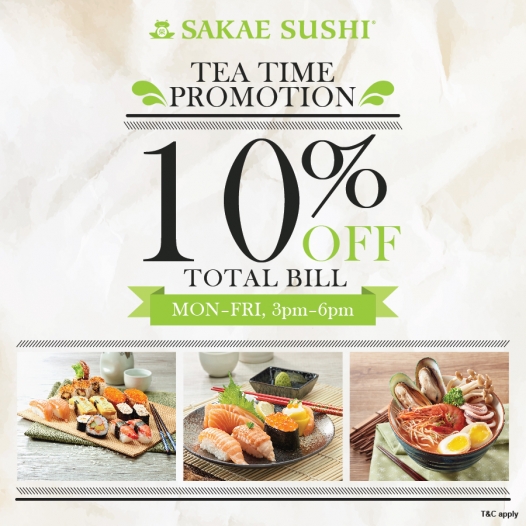 SAKAE SUSHI®
TEA TIME
PROMOTION
10%
OFF
TOTAL BILL
MON-FRI, 3pm-6pm
T&C apply